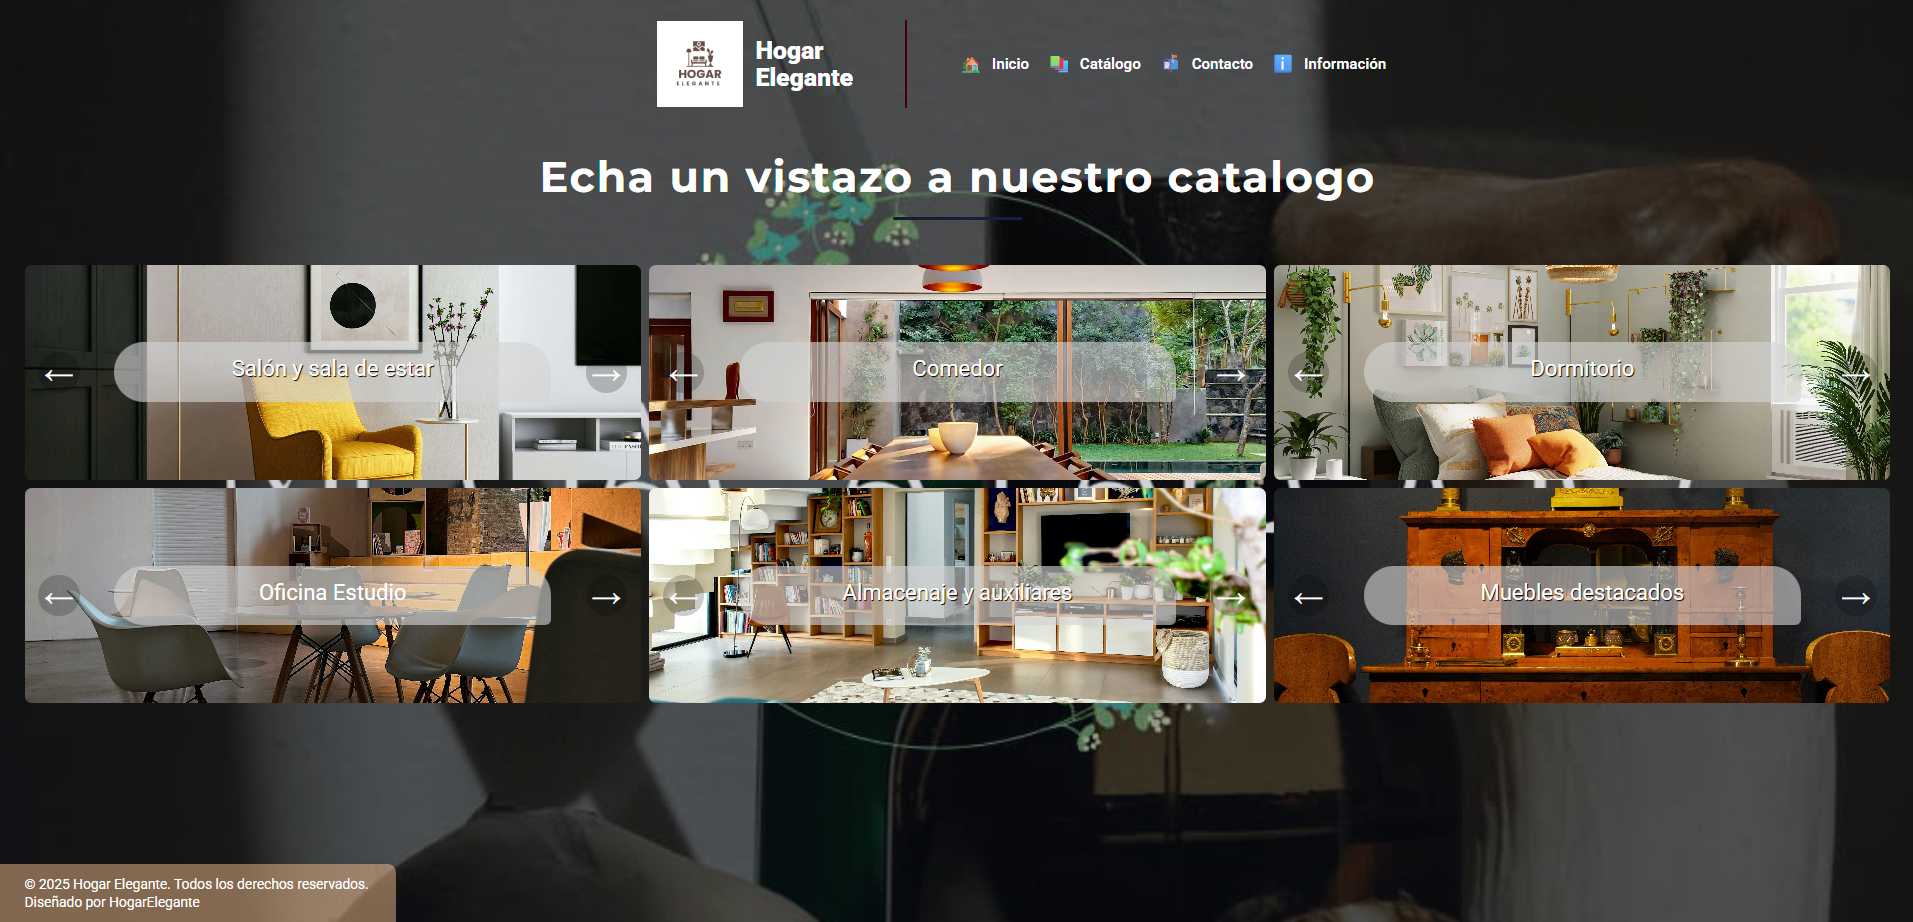 HOGAR
ELEGANTE
Hogar
Elegante
Inicio
Catálogo
Contacto
Información
Echa un vistazo a nuestro catalogo
Salón y sala de estar
Comedor
Dormitorio
Oficina Estudio
Almacenaje y auxiliares
Muebles destacados
© 2025 Hogar Elegante. Todos los derechos reservados.
Diseñado por HogarElegante